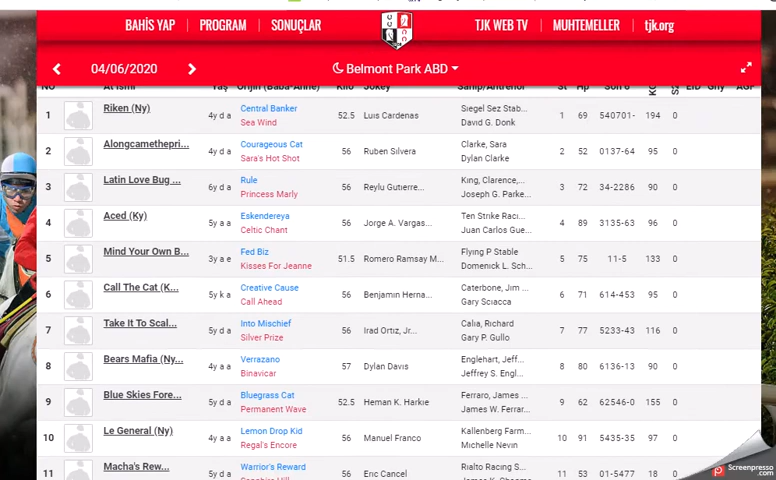 BAHİS YAP PROGRAM SONUÇLAR TJK WEB TV MUHTEMELLER tjk.org
04/06/2020 Belmont Park ABD
NO At İsmi Yaş Orijin (Baba-Anne) Kilo Jokey Sahip/Antrenör St Hp Son 6 KG S2 EİD Gny AGF
1 Riken (Ny) 4y d a Central Banker 52.5 Luis Cardenas Siegel Sez Stab... 1 69 540701- 194 0
Sea Wind David G. Donk
2 Alongcamethepri... 4y d a Courageous Cat 56 Ruben Silvera Clarke, Sara 2 52 0137-64 95 0
Sara's Hot Shot Dylan Clarke
3 Latin Love Bug ... 6y d a Rule 56 Reylu Gutierre... King, Clarence,... 3 72 34-2286 90 0
Princess Marly Joseph G. Parke...
4 Aced (Ky) 5y a a Eskendereya 56 Jorge A. Vargas... Ten Strike Raci... 4 89 3135-63 96 0
Celtic Chant Juan Carlos Gue...
5 Mind Your Own B... 3y a e Fed Biz 51.5 Romero Ramsay M... Flying P Stable 5 75 11-5 133 0
Kisses For Jeanne Domenick L. Sch...
6 Call The Cat (K... 5y k a Creative Cause 56 Benjamin Herna... Caterbone, Jim ... 6 71 614-453 95 0
Call Ahead Gary Sciacca
7 Take It To Scal... 5y d a Into Mischief 56 Irad Ortiz, Jr... Calia, Richard 7 77 5233-43 116 0
Silver Prize Gary P. Gullo
8 Bears Mafia (Ny... 4y a a Verrazano 57 Dylan Davis Englehart, Jeff... 8 80 6136-13 90 0
Binavicar Jeffrey S. Engl...
9 Blue Skies Fore... 5y d a Bluegrass Cat 52.5 Heman K. Harkie Ferraro, James ... 9 62 62546-0 155 0
Permanent Wave James W. Ferrar...
10 Le General (Ny) 4y a a Lemon Drop Kid 56 Manuel Franco Kallenberg Farm... 10 91 5435-35 97 0
Regal's Encore Michelle Nevin
11 Macha's Rew... 5y d a Warrior's Reward 56 Eric Cancel Rialto Racing S... 11 53 01-5477 18 0
Screenpresso
.com